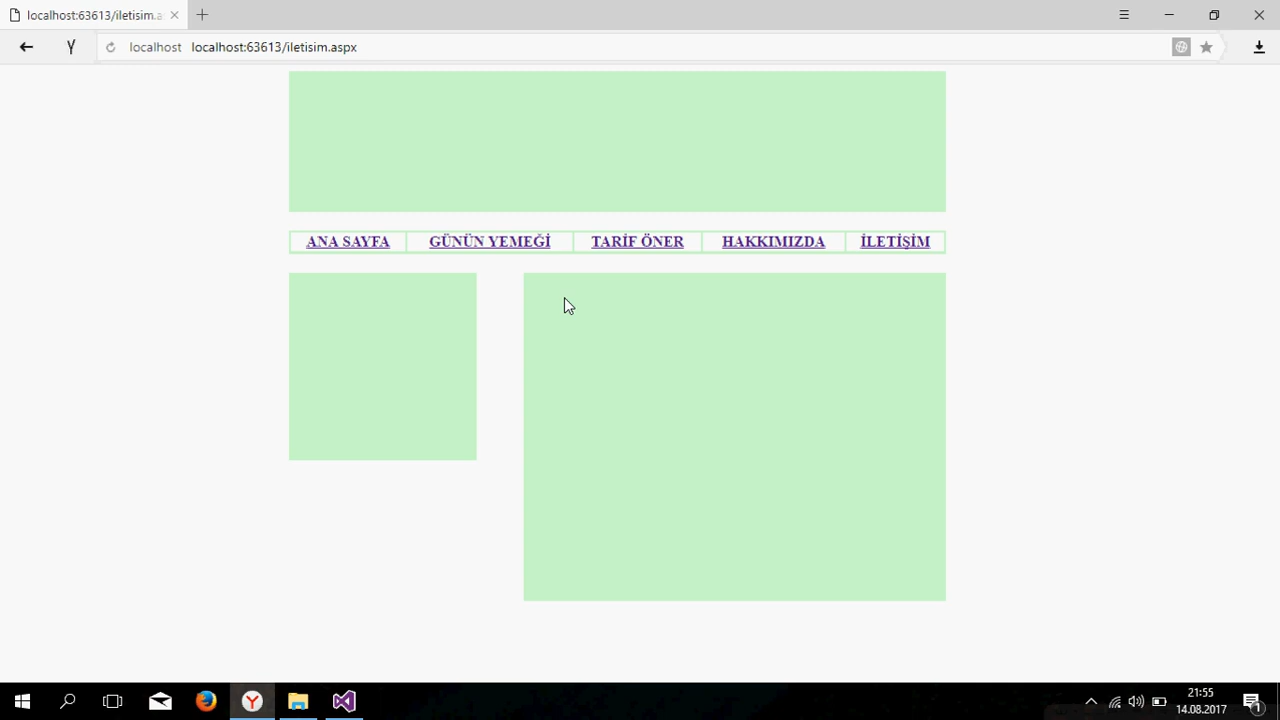 localhost:63613/iletisim.a
localhost localhost:63613/iletisim.aspx
ANA SAYFA GÜNÜN YEMEĞİ TARİF ÖNER HAKKIMIZDA İLETİŞİM
21:55
14.08.2017
1